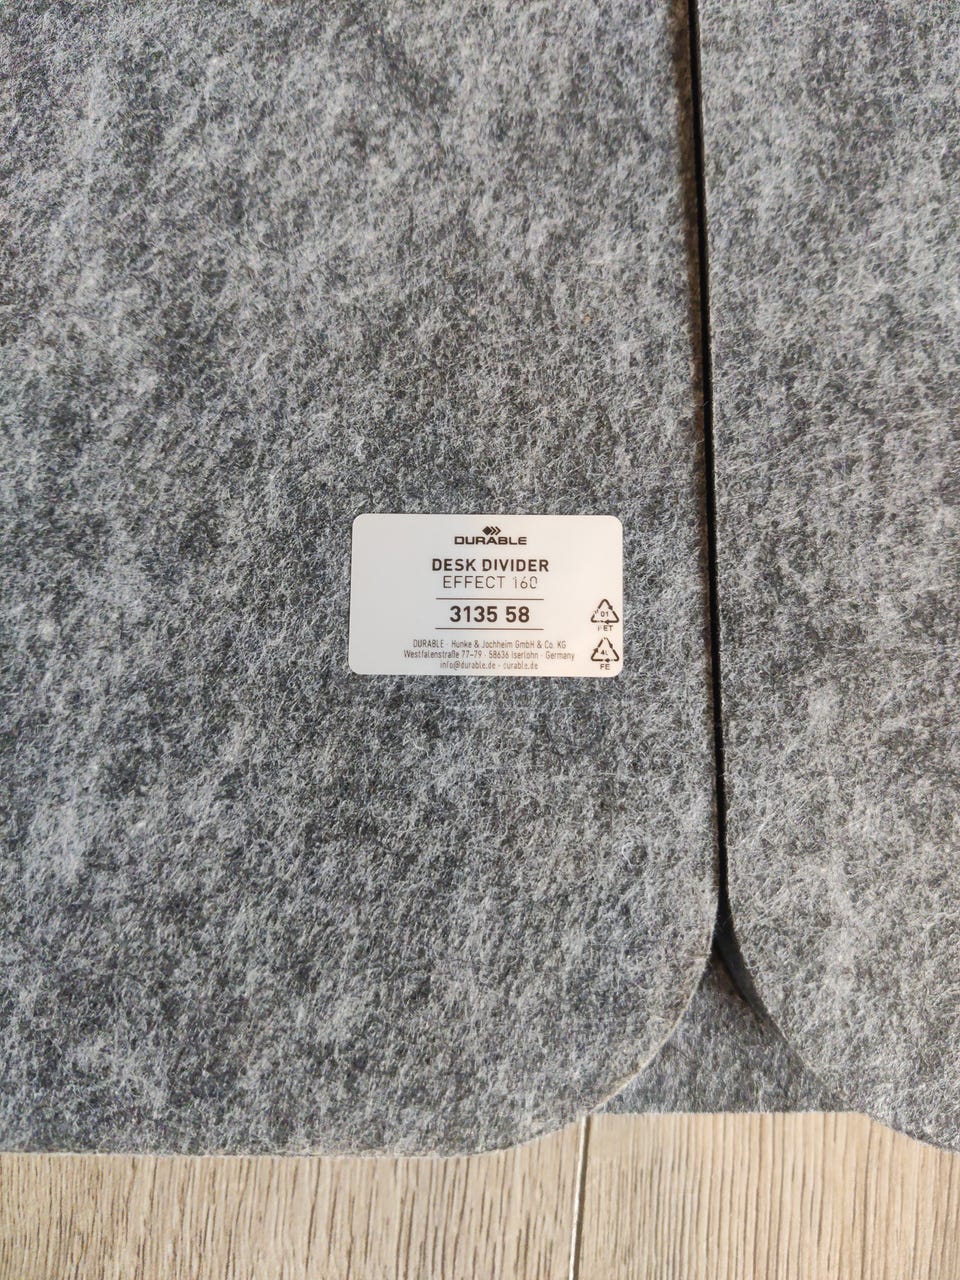 DURABLE
DESK DIVIDER
EFFECT 160
3135 58
DURABLE · Hunke & Jochheim GmbH & Co. KG
Westfalenstraße 77-79 · 58636 Iserlohn · Germany
info@durable.de · durable.de
01
PET
FE